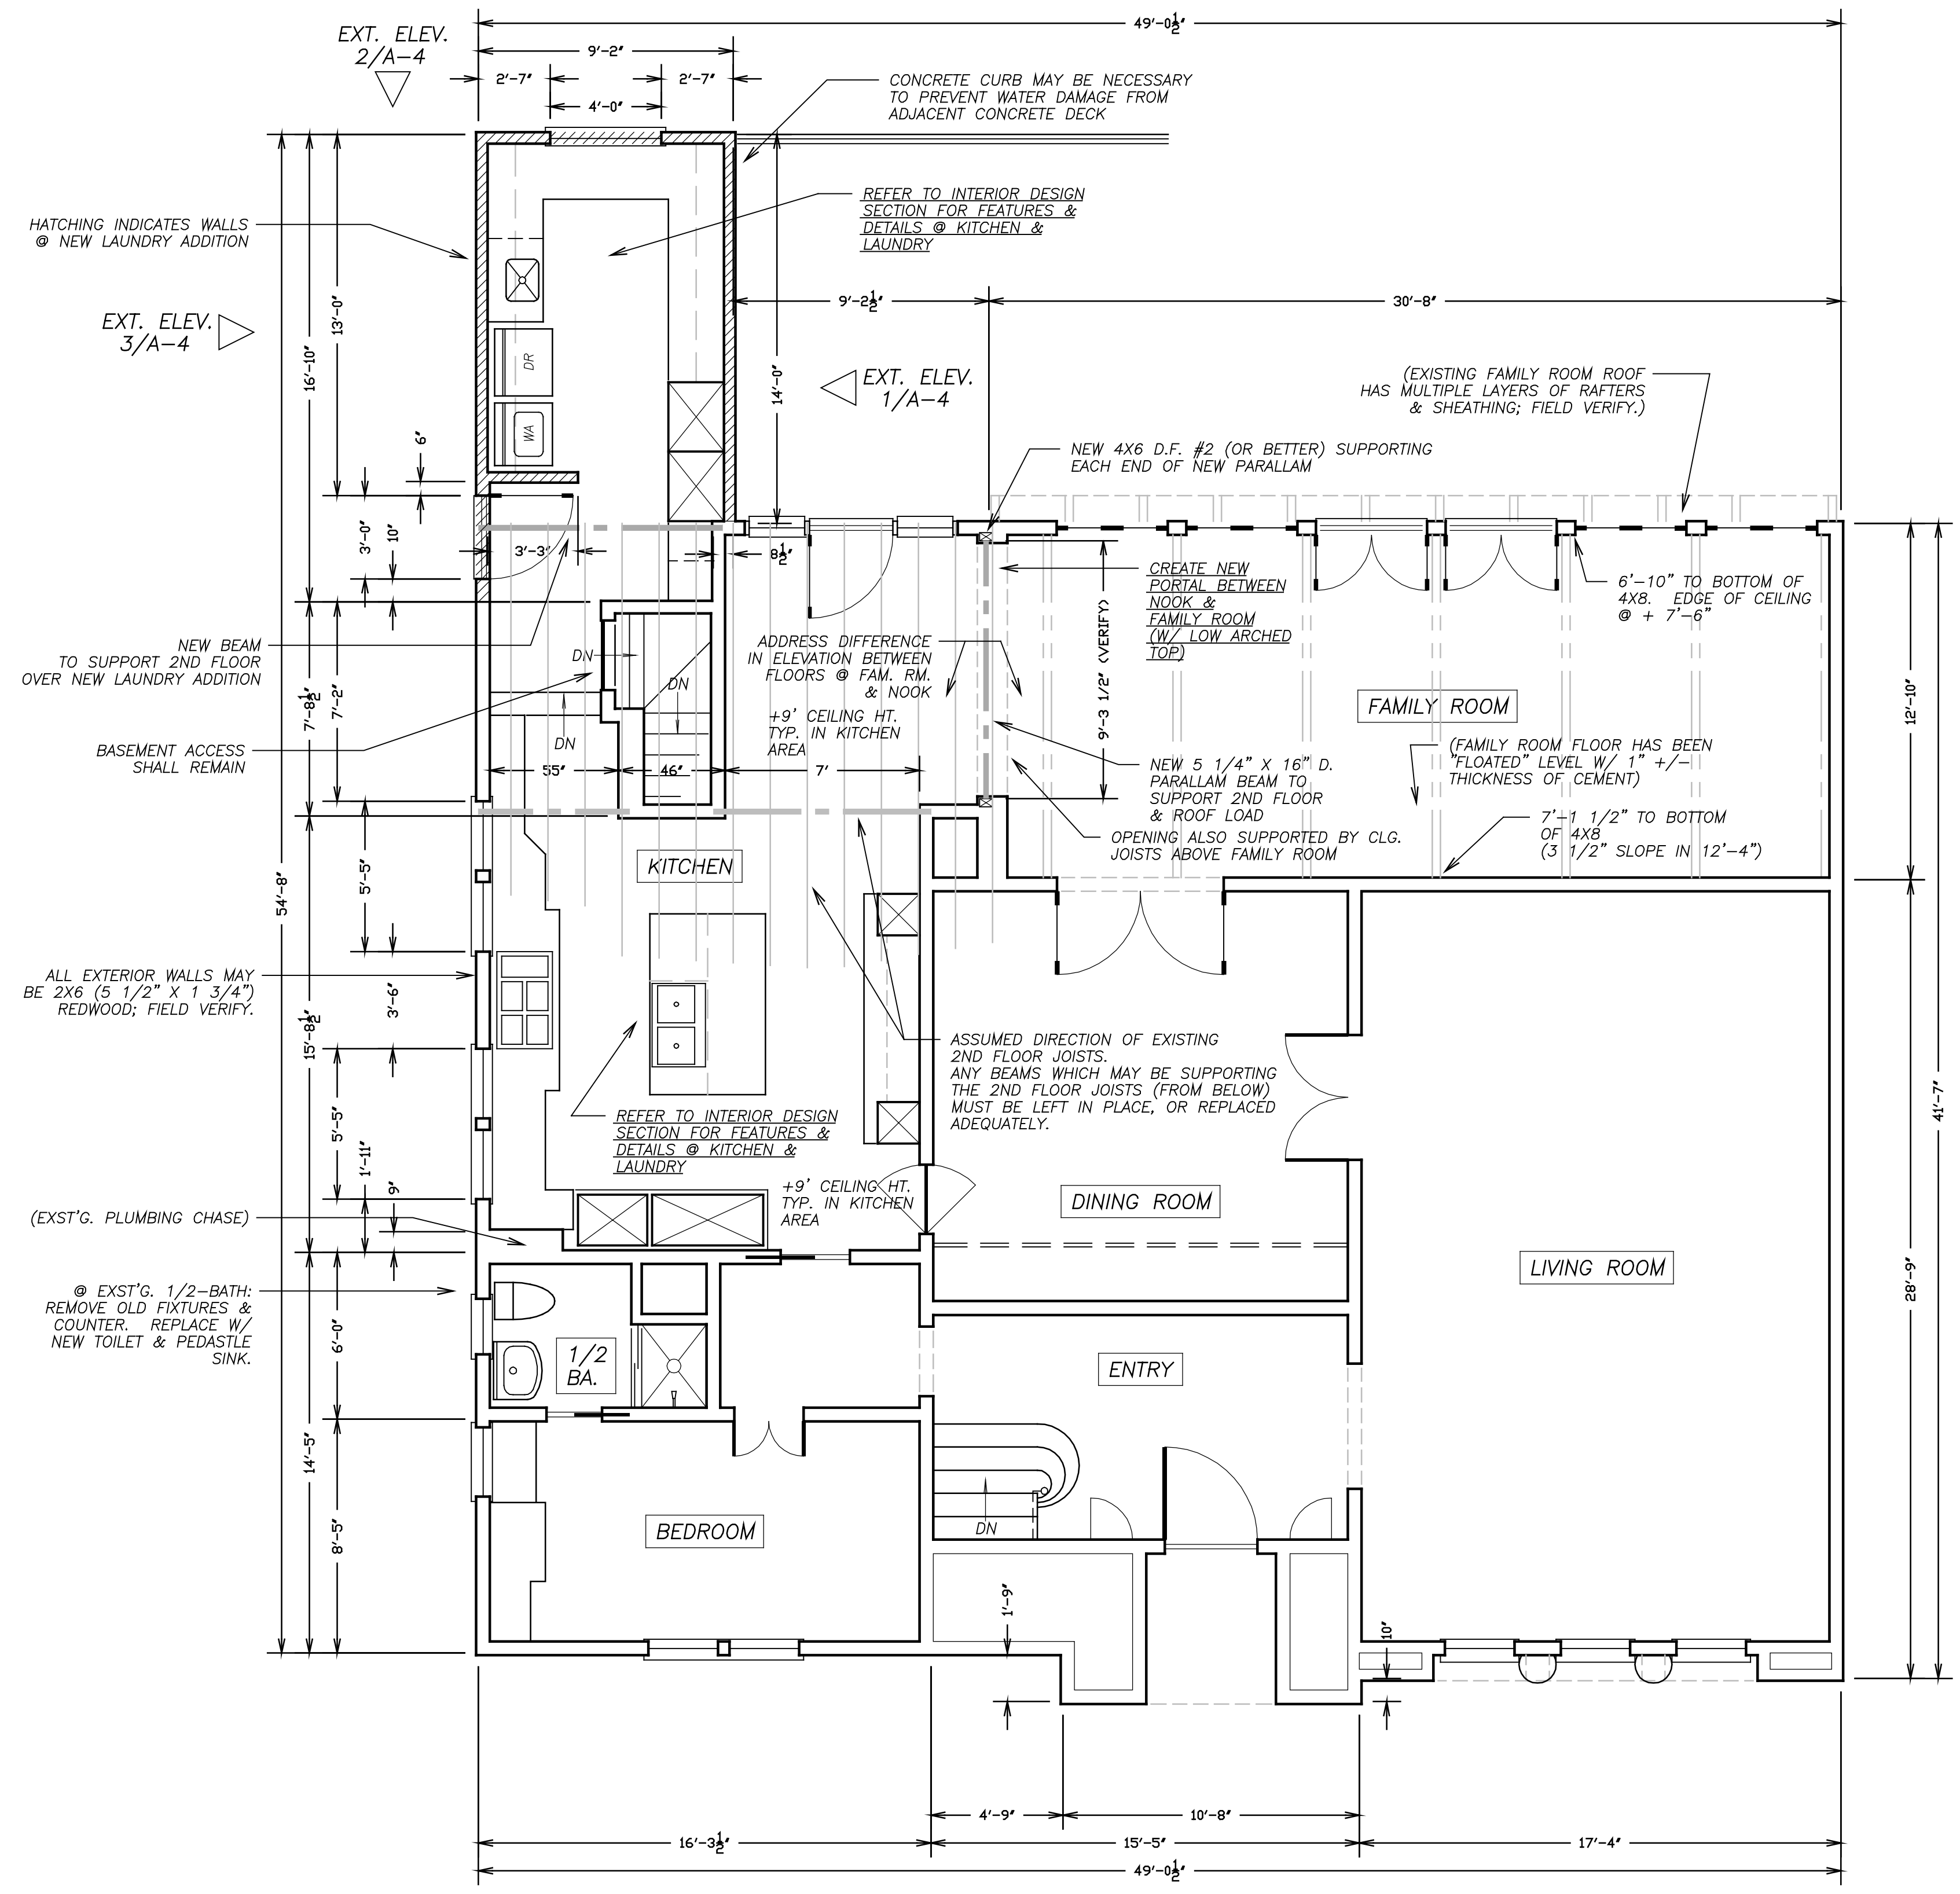 49'-0 1/2"
EXT. ELEV.
2/A-4
9'-2"
2'-7"
2'-7"
4'-0"
CONCRETE CURB MAY BE NECESSARY
TO PREVENT WATER DAMAGE FROM
ADJACENT CONCRETE DECK
REFER TO INTERIOR DESIGN
SECTION FOR FEATURES &
DETAILS @ KITCHEN &
LAUNDRY
HATCHING INDICATES WALLS
@ NEW LAUNDRY ADDITION
EXT. ELEV.
3/A-4
13'-0"
16'-10"
9'-2 1/2"
30'-8"
DR
WA
14'-0"
EXT. ELEV.
1/A-4
(EXISTING FAMILY ROOM ROOF
HAS MULTIPLE LAYERS OF RAFTERS
& SHEATHING; FIELD VERIFY.)
6"
NEW 4X6 D.F. #2 (OR BETTER) SUPPORTING
EACH END OF NEW PARALLAM
3'-0"
10"
3'-3"
8 1/2"
CREATE NEW
PORTAL BETWEEN
NOOK &
FAMILY ROOM
(W/ LOW ARCHED
TOP)
6'-10" TO BOTTOM OF
4X8. EDGE OF CEILING
@ + 7'-6"
NEW BEAM
TO SUPPORT 2ND FLOOR
OVER NEW LAUNDRY ADDITION
DN
DN
DN
ADDRESS DIFFERENCE
IN ELEVATION BETWEEN
FLOORS @ FAM. RM.
& NOOK
9'-3 1/2" (VERIFY)
7'-8 1/2"
7'-2"
+9' CEILING HT.
TYP. IN KITCHEN
AREA
FAMILY ROOM
12'-10"
BASEMENT ACCESS
SHALL REMAIN
55"
46"
7'
NEW 5 1/4" X 16" D.
PARALLAM BEAM TO
SUPPORT 2ND FLOOR
& ROOF LOAD
(FAMILY ROOM FLOOR HAS BEEN
"FLOATED" LEVEL W/ 1" +/-
THICKNESS OF CEMENT)
OPENING ALSO SUPPORTED BY CLG.
JOISTS ABOVE FAMILY ROOM
7'-1 1/2" TO BOTTOM
OF 4X8
(3 1/2" SLOPE IN 12'-4")
KITCHEN
54'-8"
5'-5"
ALL EXTERIOR WALLS MAY
BE 2X6 (5 1/2" X 1 3/4")
REDWOOD; FIELD VERIFY.
15'-8 1/2"
3'-6"
ASSUMED DIRECTION OF EXISTING
2ND FLOOR JOISTS.
ANY BEAMS WHICH MAY BE SUPPORTING
THE 2ND FLOOR JOISTS (FROM BELOW)
MUST BE LEFT IN PLACE, OR REPLACED
ADEQUATELY.
41'-7"
5'-5"
1'-11"
9"
REFER TO INTERIOR DESIGN
SECTION FOR FEATURES &
DETAILS @ KITCHEN &
LAUNDRY
+9' CEILING HT.
TYP. IN KITCHEN
AREA
DINING ROOM
(EXST'G. PLUMBING CHASE)
LIVING ROOM
28'-9"
@ EXST'G. 1/2-BATH:
REMOVE OLD FIXTURES &
COUNTER. REPLACE W/
NEW TOILET & PEDASTLE
SINK.
6'-0"
1/2
BA.
ENTRY
14'-5"
8'-5"
BEDROOM
DN
1'-9"
10"
4'-9"
10'-8"
16'-3 1/2"
15'-5"
17'-4"
49'-0 1/2"